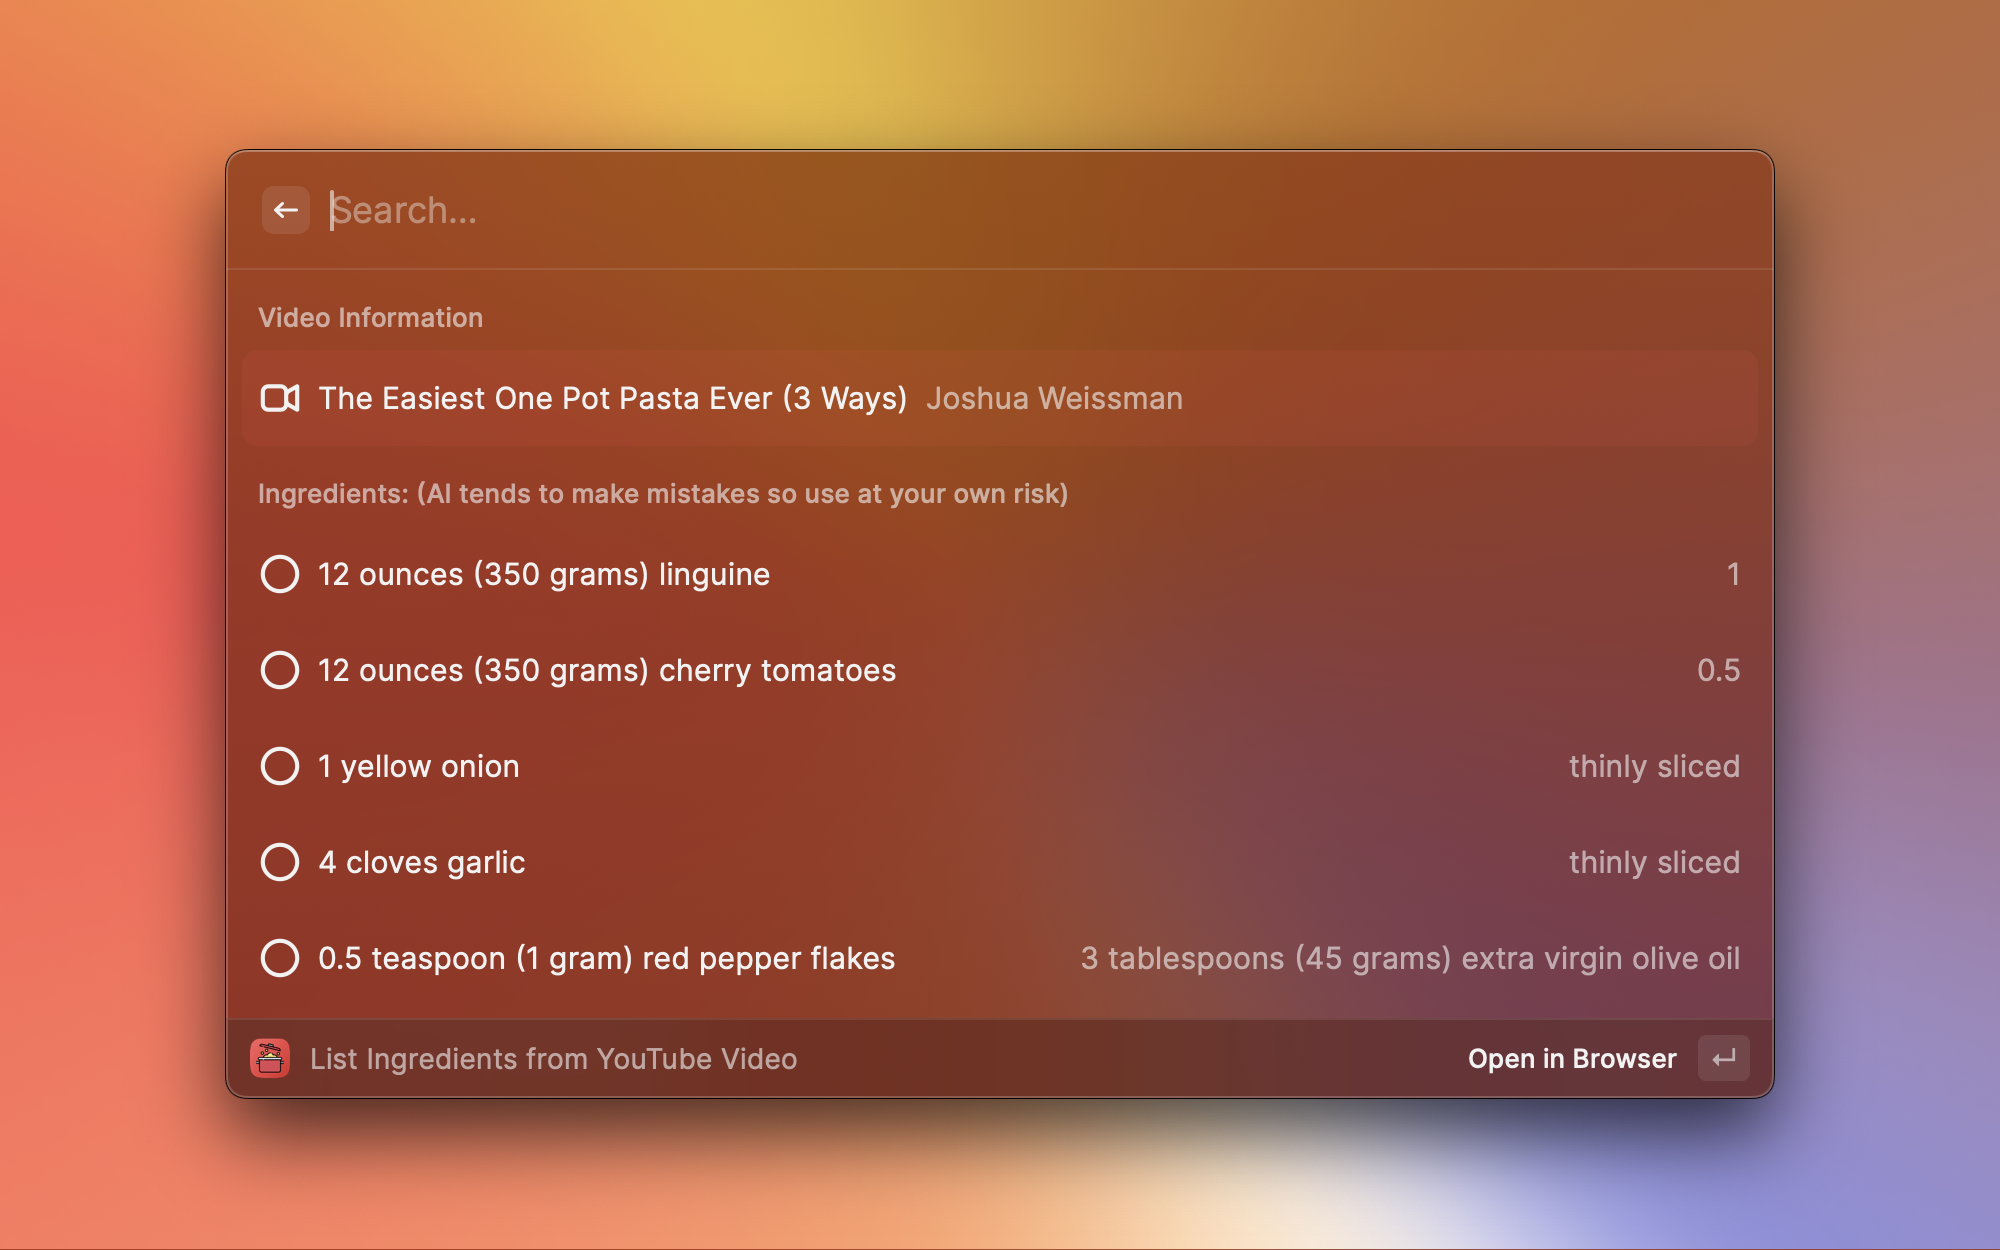 Search...
Video Information
The Easiest One Pot Pasta Ever (3 Ways) Joshua Weissman
Ingredients: (AI tends to make mistakes so use at your own risk)
12 ounces (350 grams) linguine 1
12 ounces (350 grams) cherry tomatoes 0.5
1 yellow onion thinly sliced
4 cloves garlic thinly sliced
0.5 teaspoon (1 gram) red pepper flakes 3 tablespoons (45 grams) extra virgin olive oil
List Ingredients from YouTube Video Open in Browser